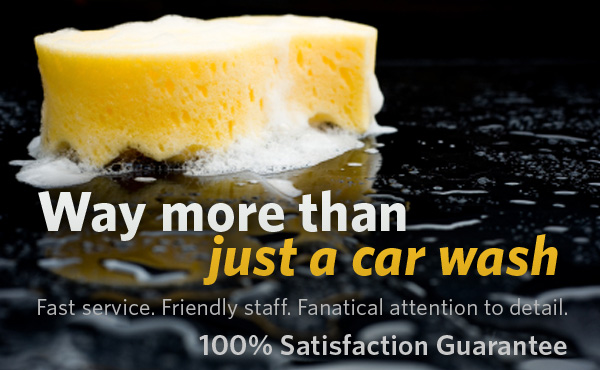 Way more than
just a car wash
Fast service. Friendly staff. Fanatical attention to detail.
100% Satisfaction Guarantee